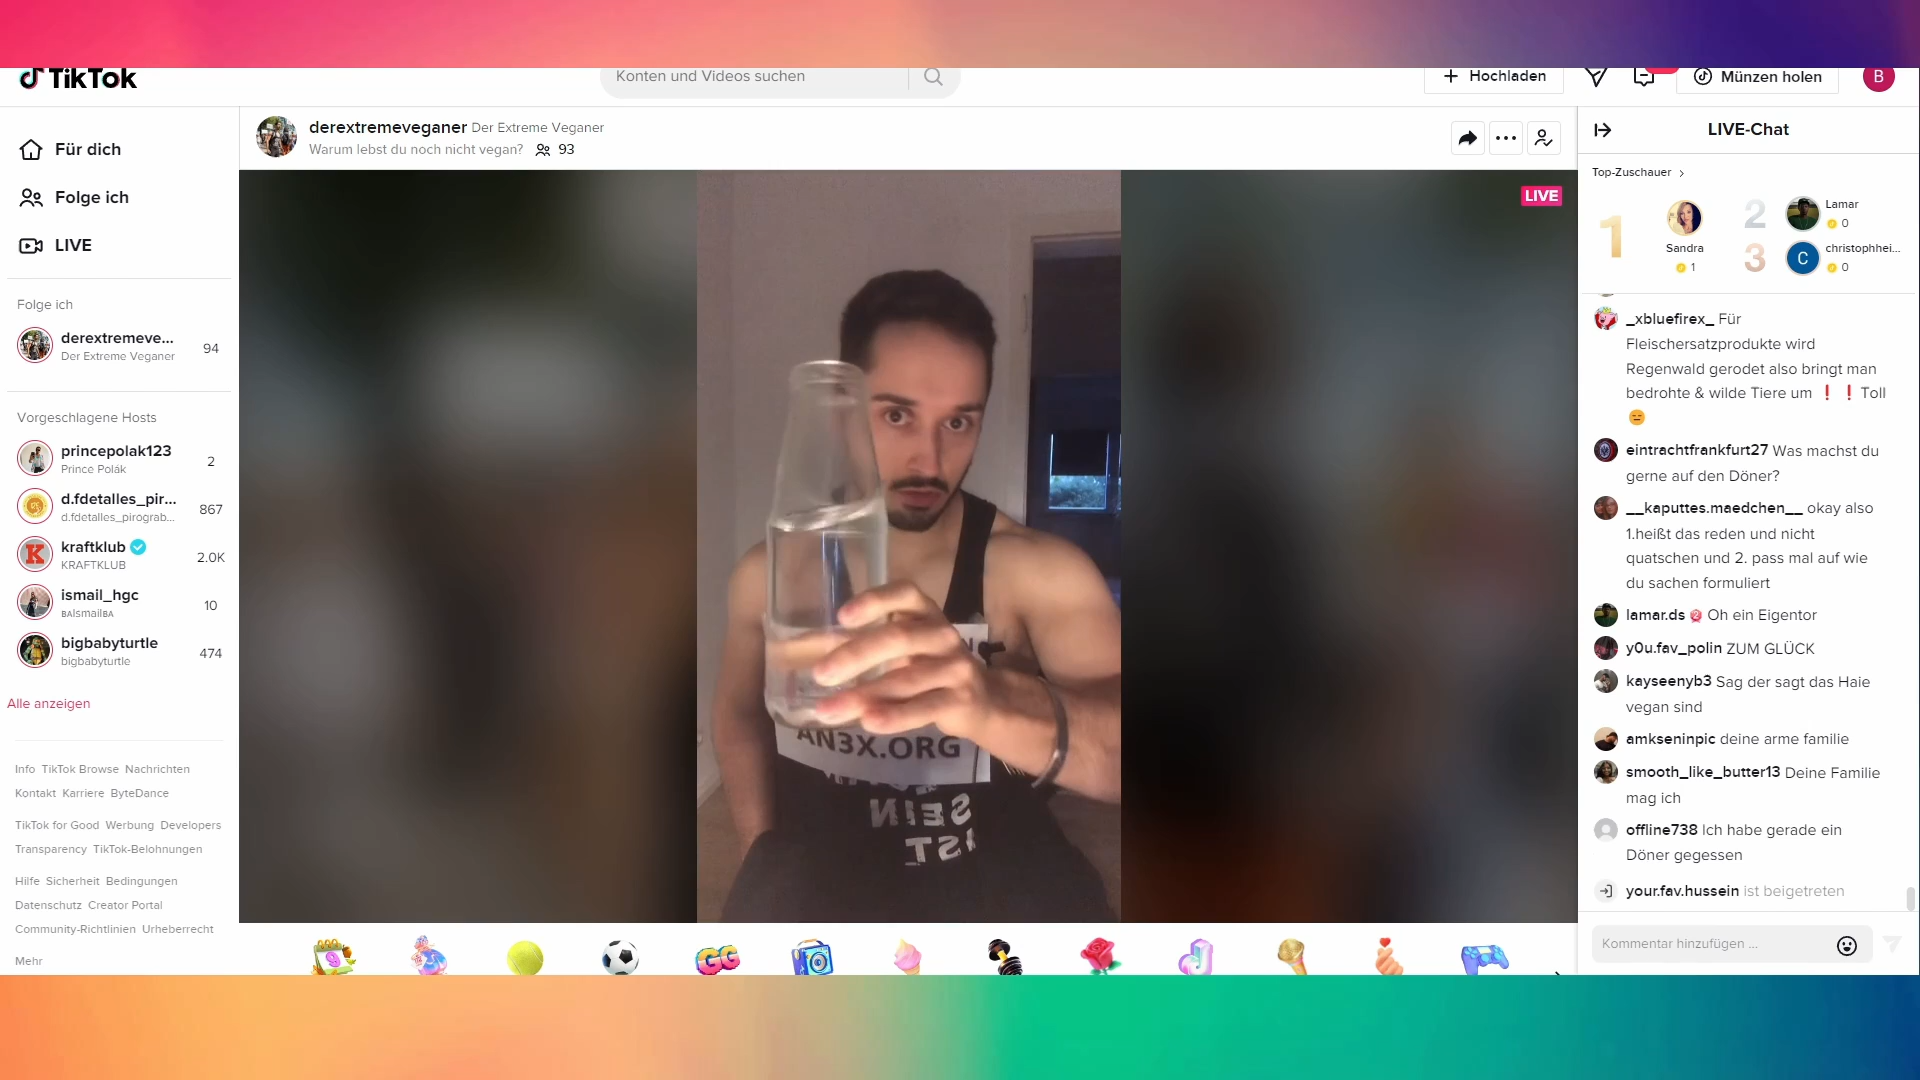 TikTok
Konten und Videos suchen
Hochladen
Münzen holen
B
Für dich
Folge ich
LIVE
Folge ich
derextremeve...
Der Extreme Veganer
94
Vorgeschlagene Hosts
princepolak123
Prince Polák
2
d.fdetalles_pir...
d.fdetalles_pirograb...
867
kraftklub
KRAFTKLUB
2.0K
ismail_hgc
ʙᴀIsmailʙᴀ
10
bigbabyturtle
bigbabyturtle
474
Alle anzeigen
Info TikTok Browse Nachrichten
Kontakt Karriere ByteDance
TikTok for Good Werbung Developers
Transparency TikTok-Belohnungen
Hilfe Sicherheit Bedingungen
Datenschutz Creator Portal
Community-Richtlinien Urheberrecht
Mehr
derextremeveganer Der Extreme Veganer
Warum lebst du noch nicht vegan? 93
LIVE
AN3X.ORG
SEIN
IST
GG
LIVE-Chat
Top-Zuschauer
1
Sandra
1
2
Lamar
0
3
C
christophhei...
0
_xbluefirex_ Für
Fleischersatzprodukte wird
Regenwald gerodet also bringt man
bedrohte & wilde Tiere um ❗ ❗ Toll
😑
eintrachtfrankfurt27 Was machst du
gerne auf den Döner?
__kaputtes.maedchen__ okay also
1.heißt das reden und nicht
quatschen und 2. pass mal auf wie
du sachen formuliert
lamar.ds Oh ein Eigentor
y0u.fav_polin ZUM GLÜCK
kayseenyb3 Sag der sagt das Haie
vegan sind
amkseninpic deine arme familie
smooth_like_butter13 Deine Familie
mag ich
offline738 Ich habe gerade ein
Döner gegessen
your.fav.hussein ist beigetreten
Kommentar hinzufügen ...